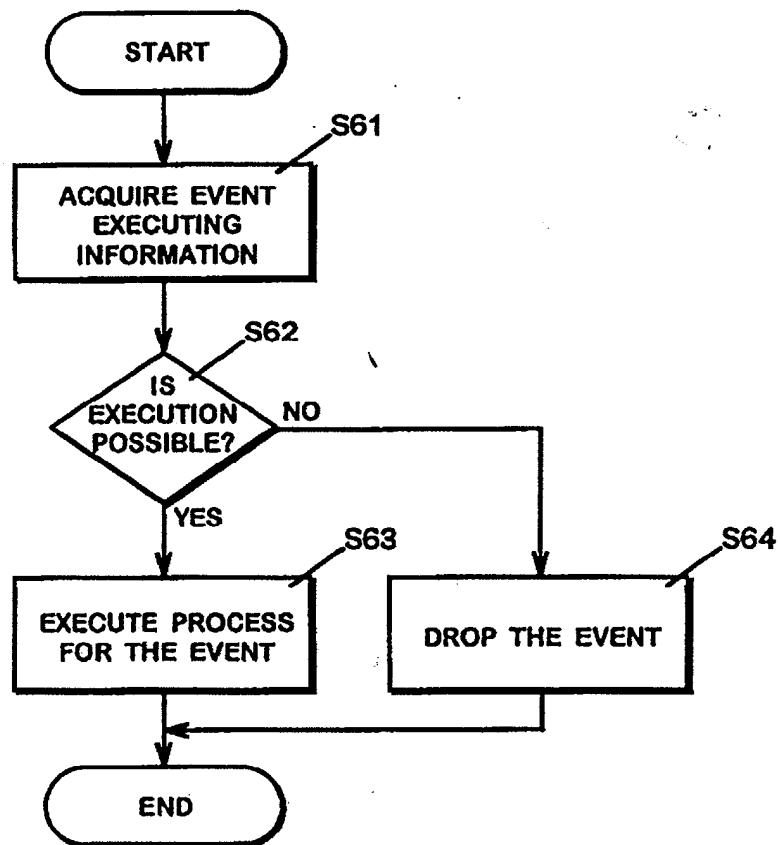 START
S61
ACQUIRE EVENT
EXECUTING
INFORMATION
S62
IS
EXECUTION
POSSIBLE?
NO
YES
S63
EXECUTE PROCESS
FOR THE EVENT
S64
DROP THE EVENT
END